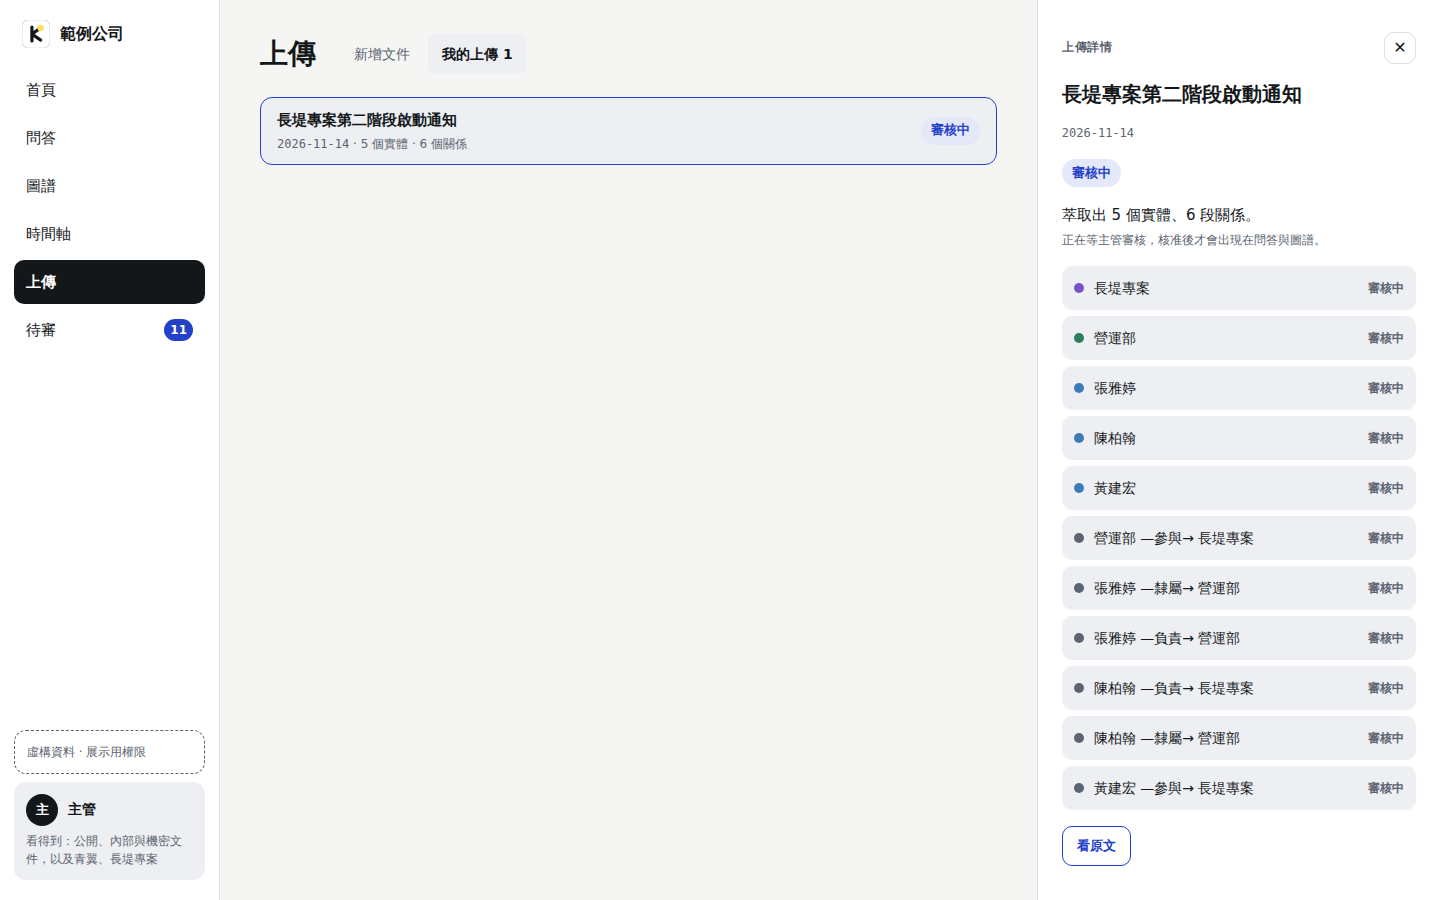 範例公司
首頁
問答
圖譜
時間軸
上傳
待審 11
虛構資料 · 展示用權限
主 主管
看得到：公開、內部與機密文
件，以及青翼、長堤專案
上傳 新增文件 我的上傳 1
長堤專案第二階段啟動通知
2026-11-14 · 5 個實體 · 6 個關係
審核中
上傳詳情 ✕
長堤專案第二階段啟動通知
2026-11-14
審核中
萃取出 5 個實體、6 段關係。
正在等主管審核，核准後才會出現在問答與圖譜。
長堤專案 審核中
營運部 審核中
張雅婷 審核中
陳柏翰 審核中
黃建宏 審核中
營運部 —參與→ 長堤專案 審核中
張雅婷 —隸屬→ 營運部 審核中
張雅婷 —負責→ 營運部 審核中
陳柏翰 —負責→ 長堤專案 審核中
陳柏翰 —隸屬→ 營運部 審核中
黃建宏 —參與→ 長堤專案 審核中
看原文